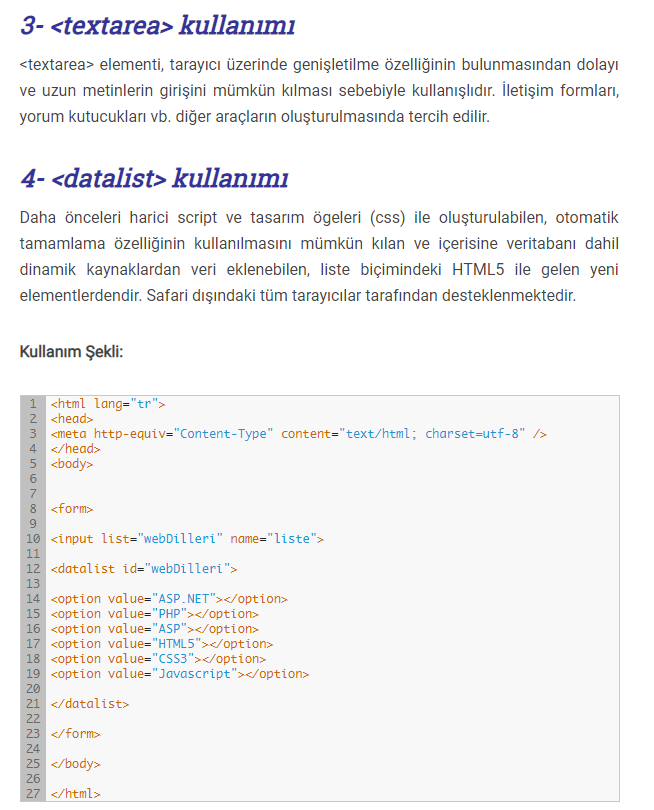 3- <textarea> kullanımı
<textarea> elementi, tarayıcı üzerinde genişletilme özelliğinin bulunmasından dolayı
ve uzun metinlerin girişini mümkün kılması sebebiyle kullanışlıdır. İletişim formları,
yorum kutucukları vb. diğer araçların oluşturulmasında tercih edilir.
4- <datalist> kullanımı
Daha önceleri harici script ve tasarım ögeleri (css) ile oluşturulabilen, otomatik
tamamlama özelliğinin kullanılmasını mümkün kılan ve içerisine veritabanı dahil
dinamik kaynaklardan veri eklenebilen, liste biçimindeki HTML5 ile gelen yeni
elementlerdendir. Safari dışındaki tüm tarayıcılar tarafından desteklenmektedir.
Kullanım Şekli:
1 <html lang="tr">
2 <head>
3 <meta http-equiv="Content-Type" content="text/html; charset=utf-8" />
4 </head>
5 <body>
6
7
8 <form>
9
10 <input list="webDilleri" name="liste">
11
12 <datalist id="webDilleri">
13
14 <option value="ASP.NET"></option>
15 <option value="PHP"></option>
16 <option value="ASP"></option>
17 <option value="HTML5"></option>
18 <option value="CSS3"></option>
19 <option value="Javascript"></option>
20
21 </datalist>
22
23 </form>
24
25 </body>
26
27 </html>